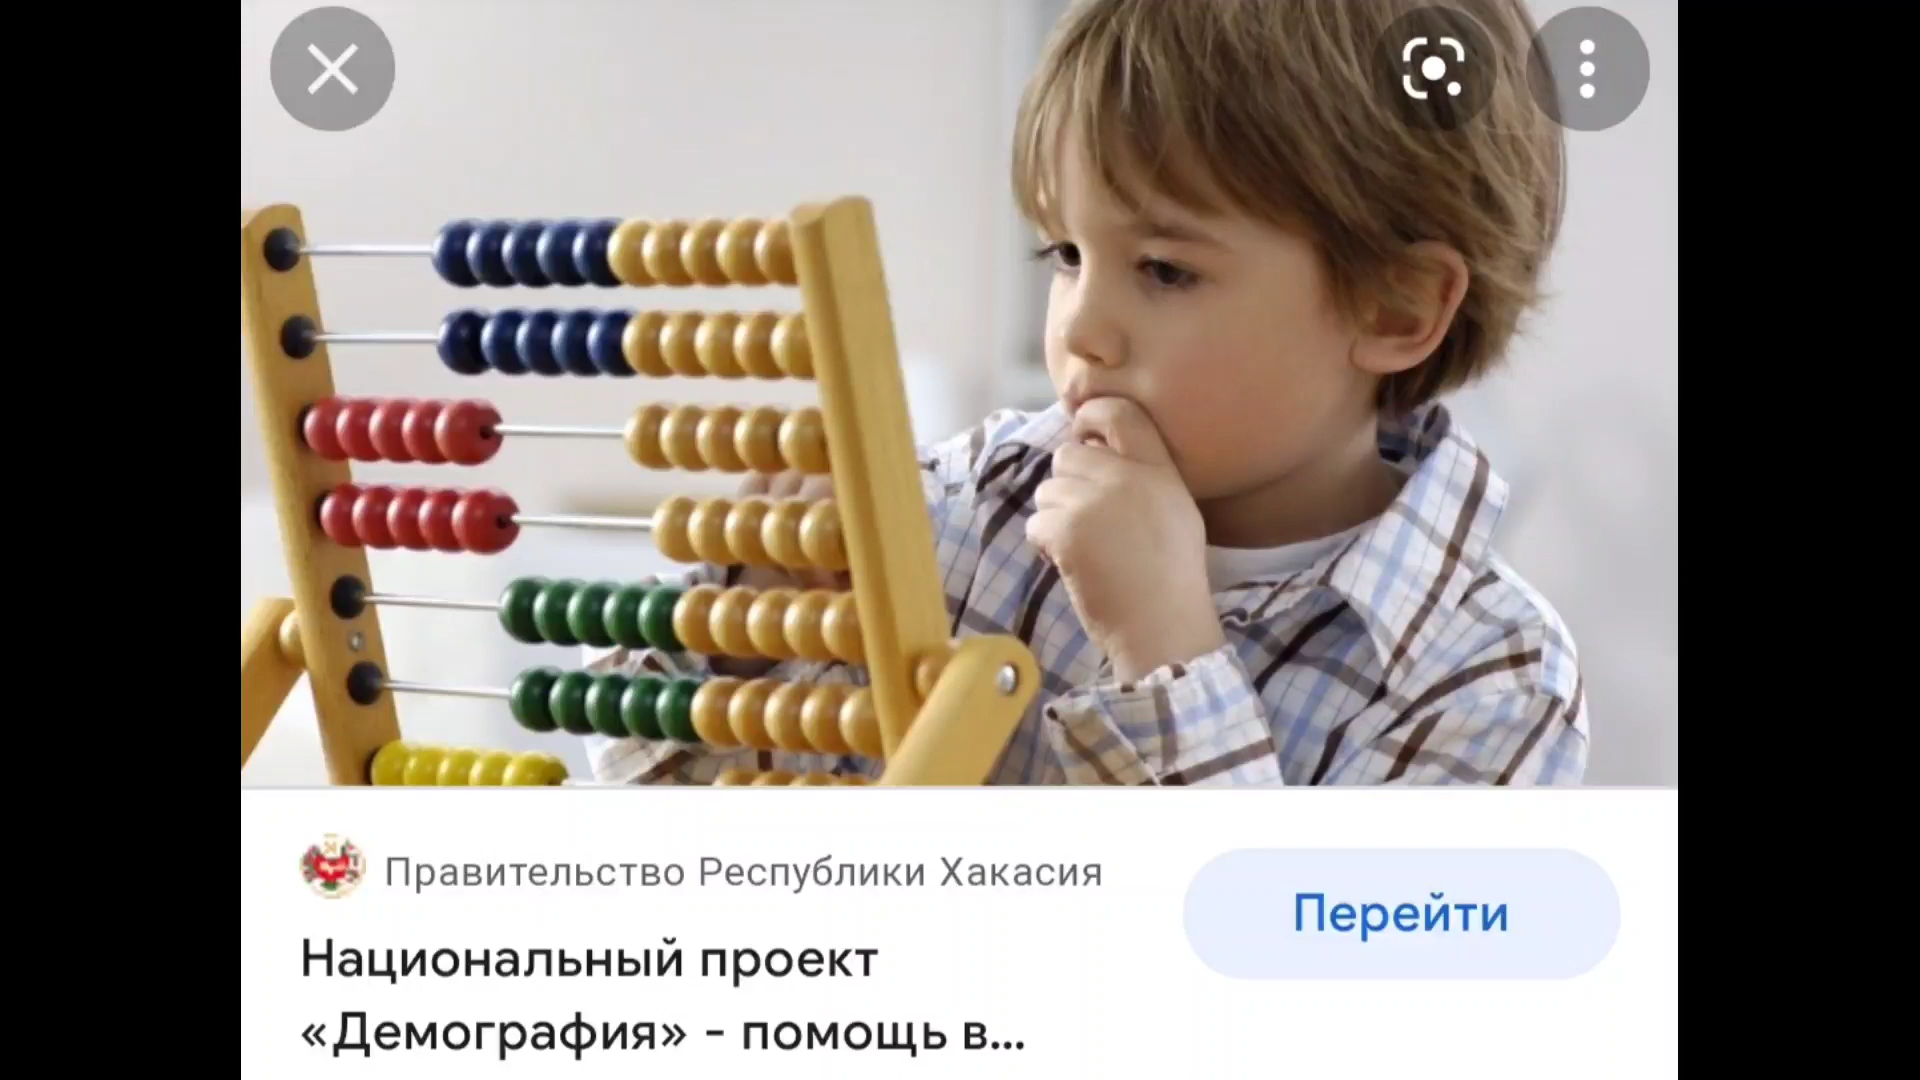 Правительство Республики Хакасия
Перейти
Национальный проект
«Демография» - помощь в...